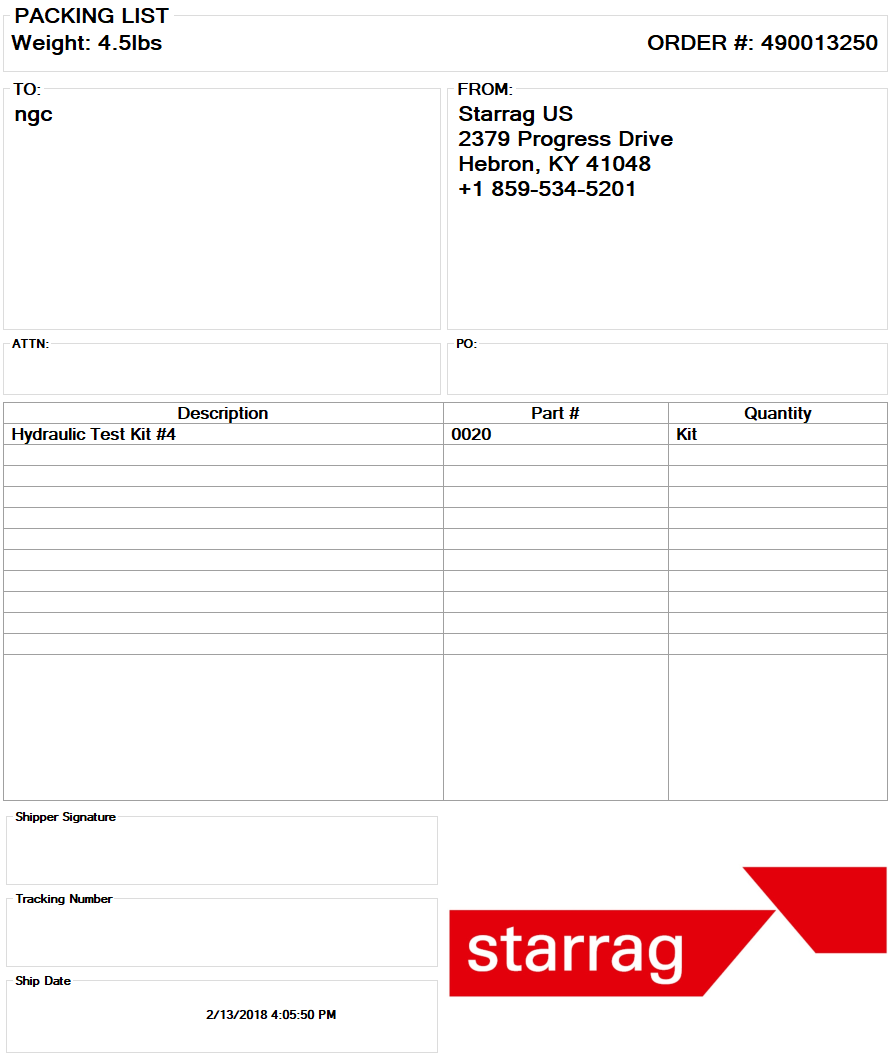 PACKING LIST
Weight: 4.5lbs
ORDER #: 490013250
TO:
ngc
FROM:
Starrag US
2379 Progress Drive
Hebron, KY 41048
+1 859-534-5201
ATTN:
PO:
Description Part # Quantity
Hydraulic Test Kit #4 0020 Kit
Shipper Signature
Tracking Number
Ship Date
2/13/2018 4:05:50 PM
starrag